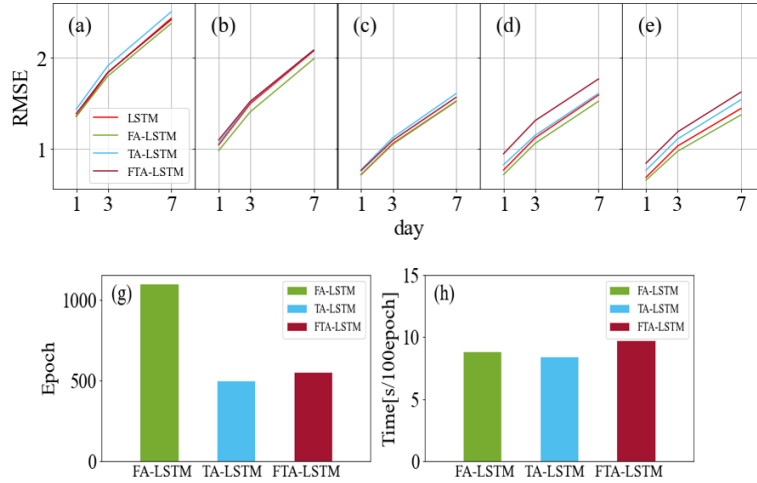 (a)
(b)
(c)
(d)
(e)
RMSE
2
1
LSTM
FA-LSTM
TA-LSTM
FTA-LSTM
1 3 7
1 3 7
1 3 7
1 3 7
1 3 7
day
(g)
Epoch
1000
500
0
FA-LSTM
TA-LSTM
FTA-LSTM
FA-LSTM TA-LSTM FTA-LSTM
(h)
Time[s/100epoch]
15
10
5
0
FA-LSTM
TA-LSTM
FTA-LSTM
FA-LSTM TA-LSTM FTA-LSTM